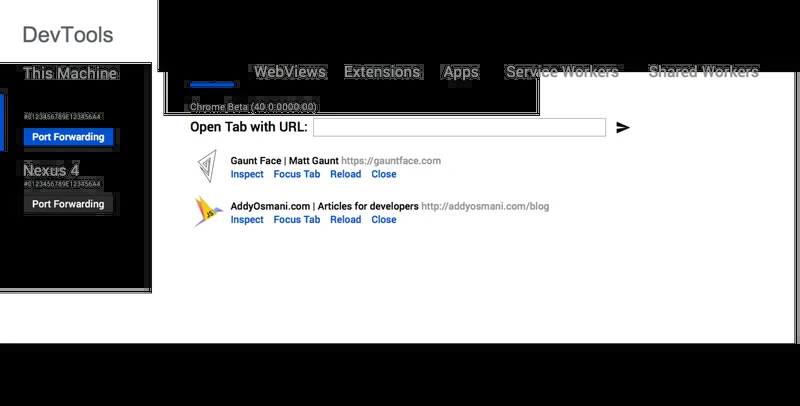 DevTools
This Machine
WebViews Extensions Apps Service Workers Shared Workers
Chrome Beta (40.0.0000.00)
#0123456789E123456A4
Port Forwarding
Open Tab with URL:
Gaunt Face | Matt Gaunt https://gauntface.com
Inspect Focus Tab Reload Close
Nexus 4
#0123456789E123456A4
Port Forwarding
AddyOsmani.com | Articles for developers http://addyosmani.com/blog
Inspect Focus Tab Reload Close